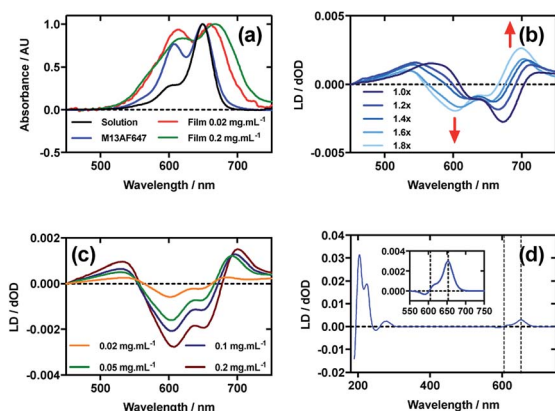 (a)
Absorbance / AU
1.0
0.5
0.0
-0.5
Solution
Film 0.02 mg.mL-1
M13AF647
Film 0.2 mg.mL-1
500
600
700
Wavelength / nm
(b)
LD / dOD
0.005
0.000
-0.005
1.0x
1.2x
1.4x
1.6x
1.8x
500
600
700
Wavelength / nm
(c)
LD / dOD
0.002
0.000
-0.002
-0.004
0.02 mg.mL-1
0.1 mg.mL-1
0.05 mg.mL-1
0.2 mg.mL-1
500
600
700
Wavelength / nm
(d)
LD / dOD
0.04
0.03
0.02
0.01
0.00
-0.01
-0.02
0.004
0.002
0.000
550 600 650 700 750
200
400
600
Wavelength / nm